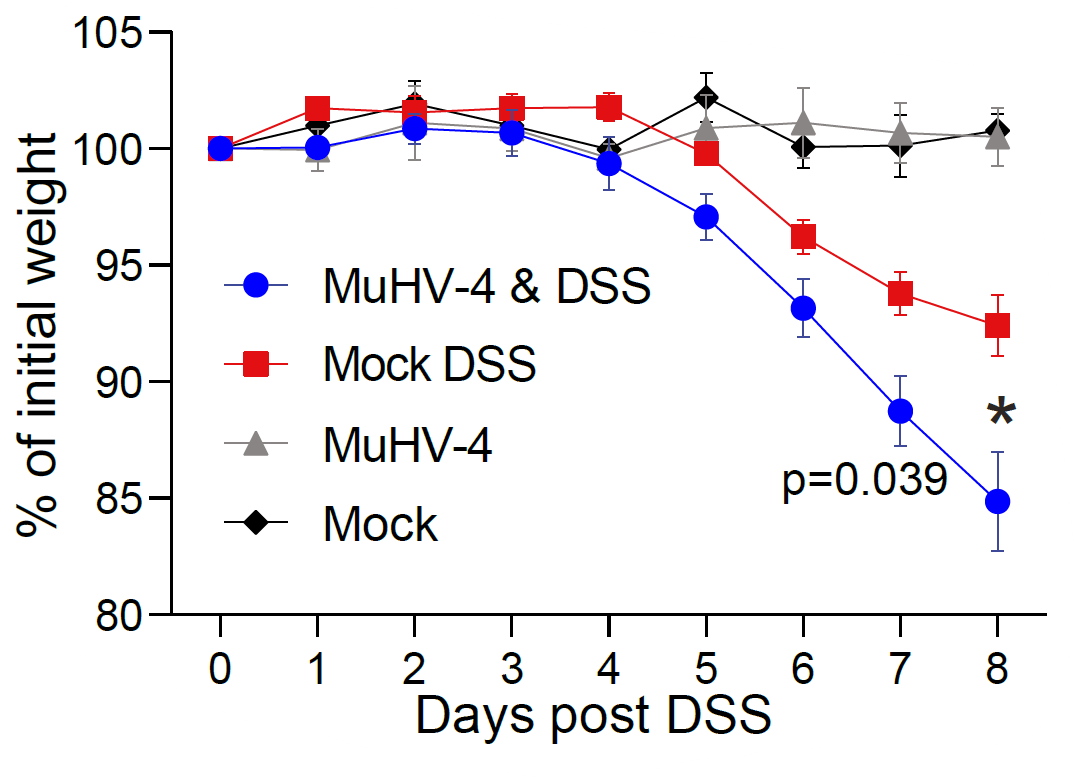 105
100
95
90
85
80
% of initial weight
MuHV-4 & DSS
Mock DSS
MuHV-4
Mock
*
p=0.039
0 1 2 3 4 5 6 7 8
Days post DSS